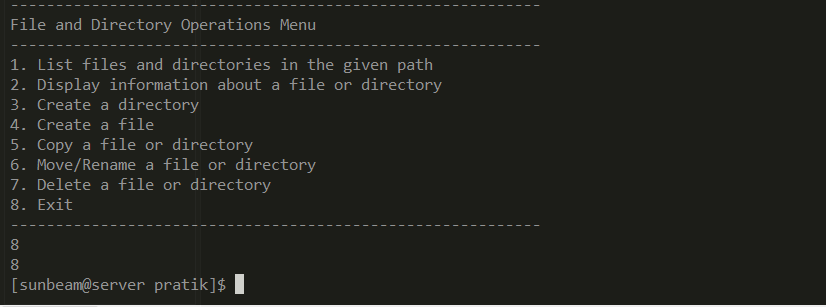 -----------------------------------------------------------
File and Directory Operations Menu
-----------------------------------------------------------
1. List files and directories in the given path
2. Display information about a file or directory
3. Create a directory
4. Create a file
5. Copy a file or directory
6. Move/Rename a file or directory
7. Delete a file or directory
8. Exit
-----------------------------------------------------------
8
8
[sunbeam@server pratik]$